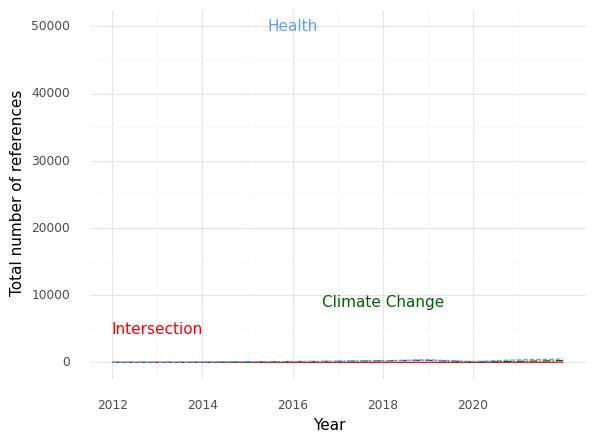 50000
40000
30000
20000
10000
0
Total number of references
Health
Climate Change
Intersection
2012
2014
2016
2018
2020
Year